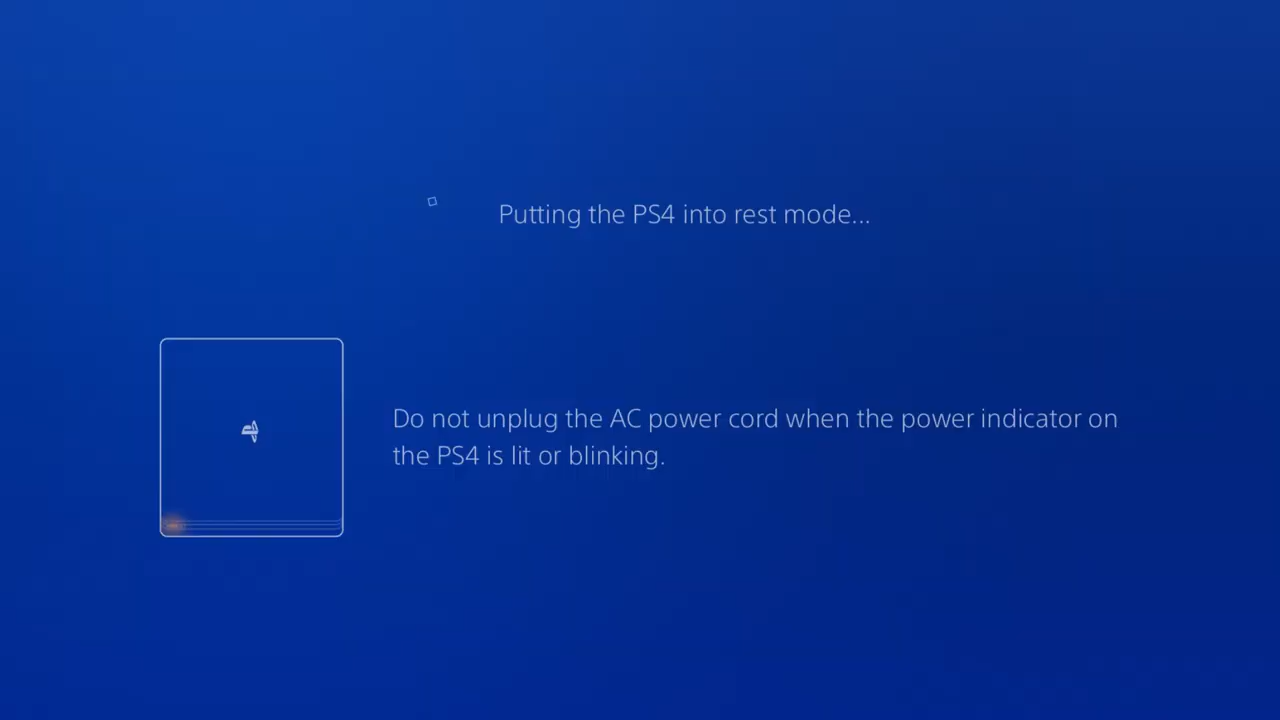 Putting the PS4 into rest mode...
Do not unplug the AC power cord when the power indicator on
the PS4 is lit or blinking.